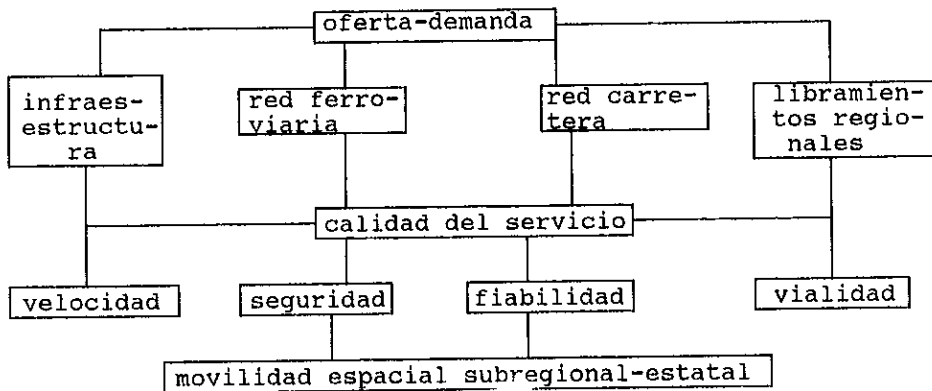 oferta-demanda
infraes-
estructu-
ra
red ferro-
viaria
red carre-
tera
libramien-
tos regio-
nales
calidad del servicio
velocidad
seguridad
fiabilidad
vialidad
movilidad espacial subregional-estatal